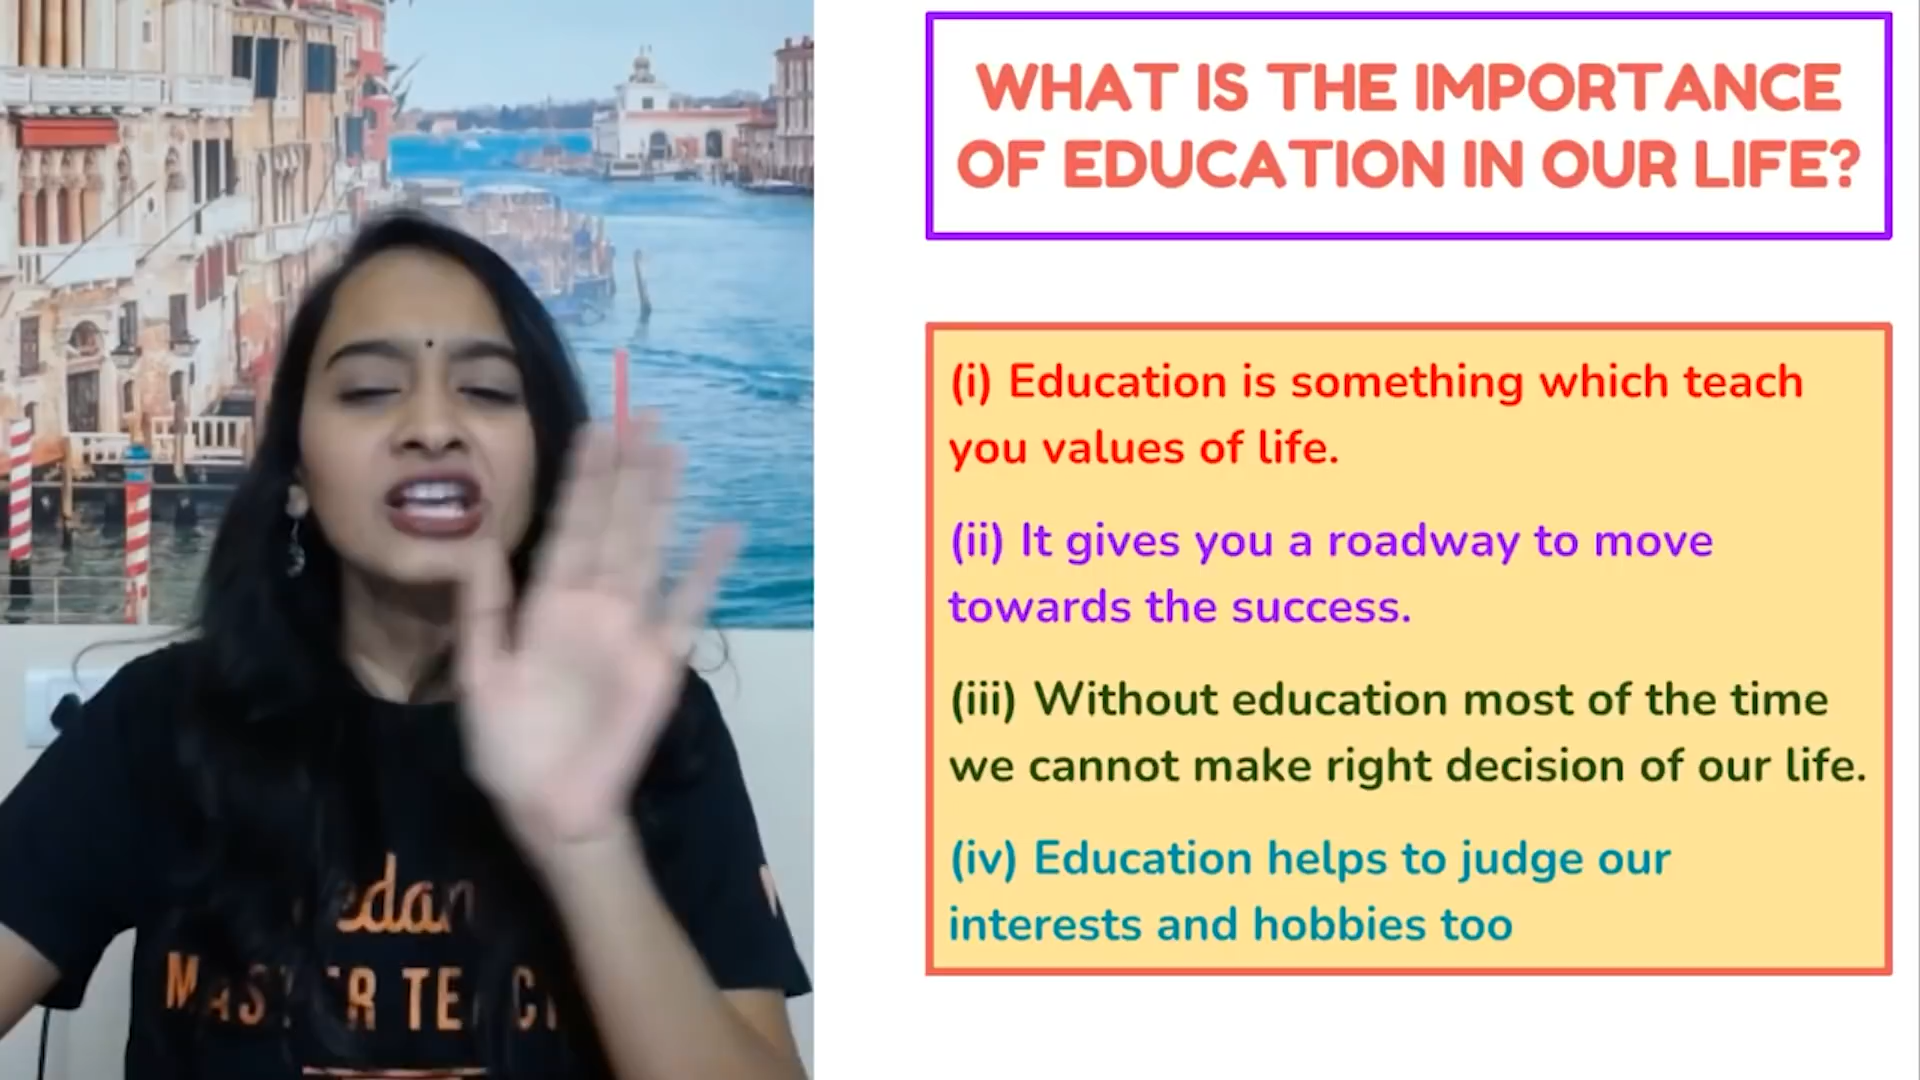 WHAT IS THE IMPORTANCE
OF EDUCATION IN OUR LIFE?
(i) Education is something which teach
you values of life.
(ii) It gives you a roadway to move
towards the success.
(iii) Without education most of the time
we cannot make right decision of our life.
(iv) Education helps to judge our
interests and hobbies too